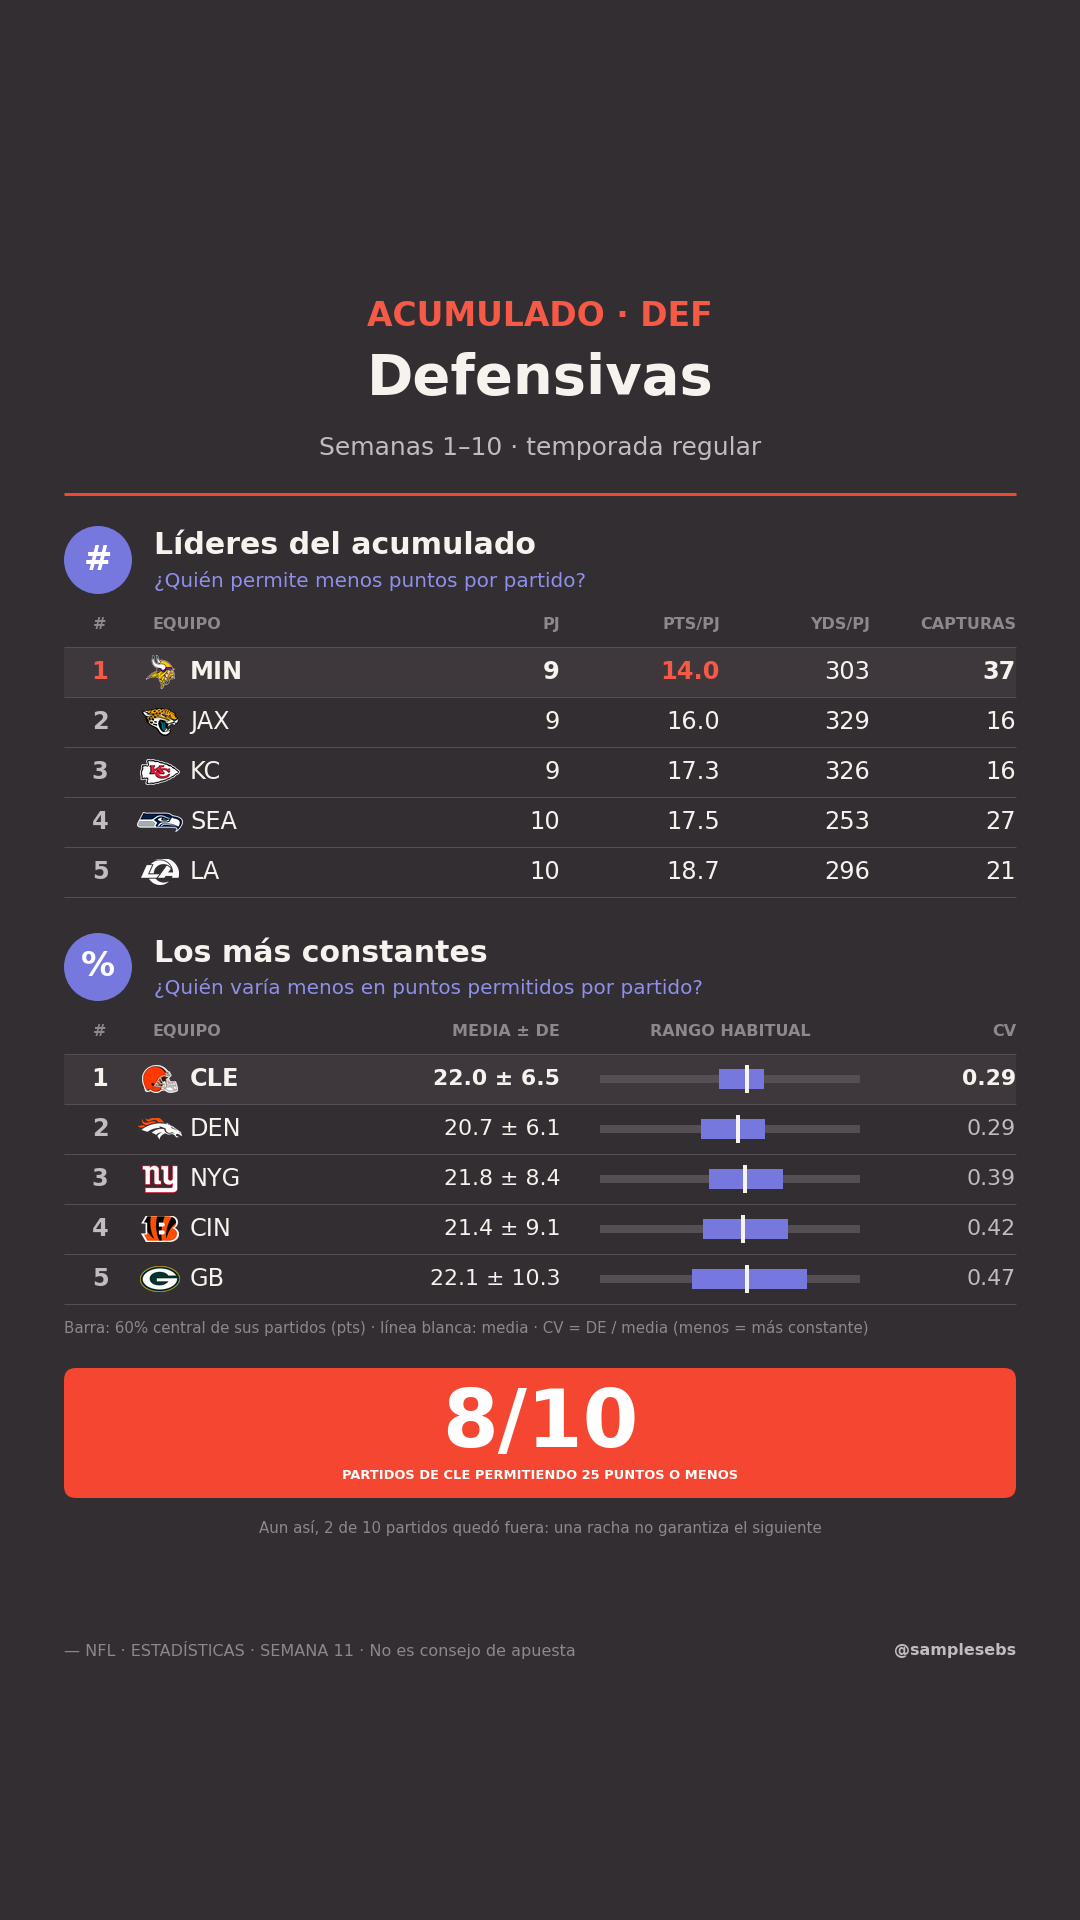 ACUMULADO · DEF
Defensivas
Semanas 1–10 · temporada regular
# Líderes del acumulado
¿Quién permite menos puntos por partido?
# EQUIPO PJ PTS/PJ YDS/PJ CAPTURAS
1 MIN 9 14.0 303 37
2 JAX 9 16.0 329 16
3 KC 9 17.3 326 16
4 SEA 10 17.5 253 27
5 LA 10 18.7 296 21
% Los más constantes
¿Quién varía menos en puntos permitidos por partido?
# EQUIPO MEDIA ± DE RANGO HABITUAL CV
1 CLE 22.0 ± 6.5 0.29
2 DEN 20.7 ± 6.1 0.29
3 NYG 21.8 ± 8.4 0.39
4 CIN 21.4 ± 9.1 0.42
5 GB 22.1 ± 10.3 0.47
Barra: 60% central de sus partidos (pts) · línea blanca: media · CV = DE / media (menos = más constante)
8/10
PARTIDOS DE CLE PERMITIENDO 25 PUNTOS O MENOS
Aun así, 2 de 10 partidos quedó fuera: una racha no garantiza el siguiente
— NFL · ESTADÍSTICAS · SEMANA 11 · No es consejo de apuesta @samplesebs